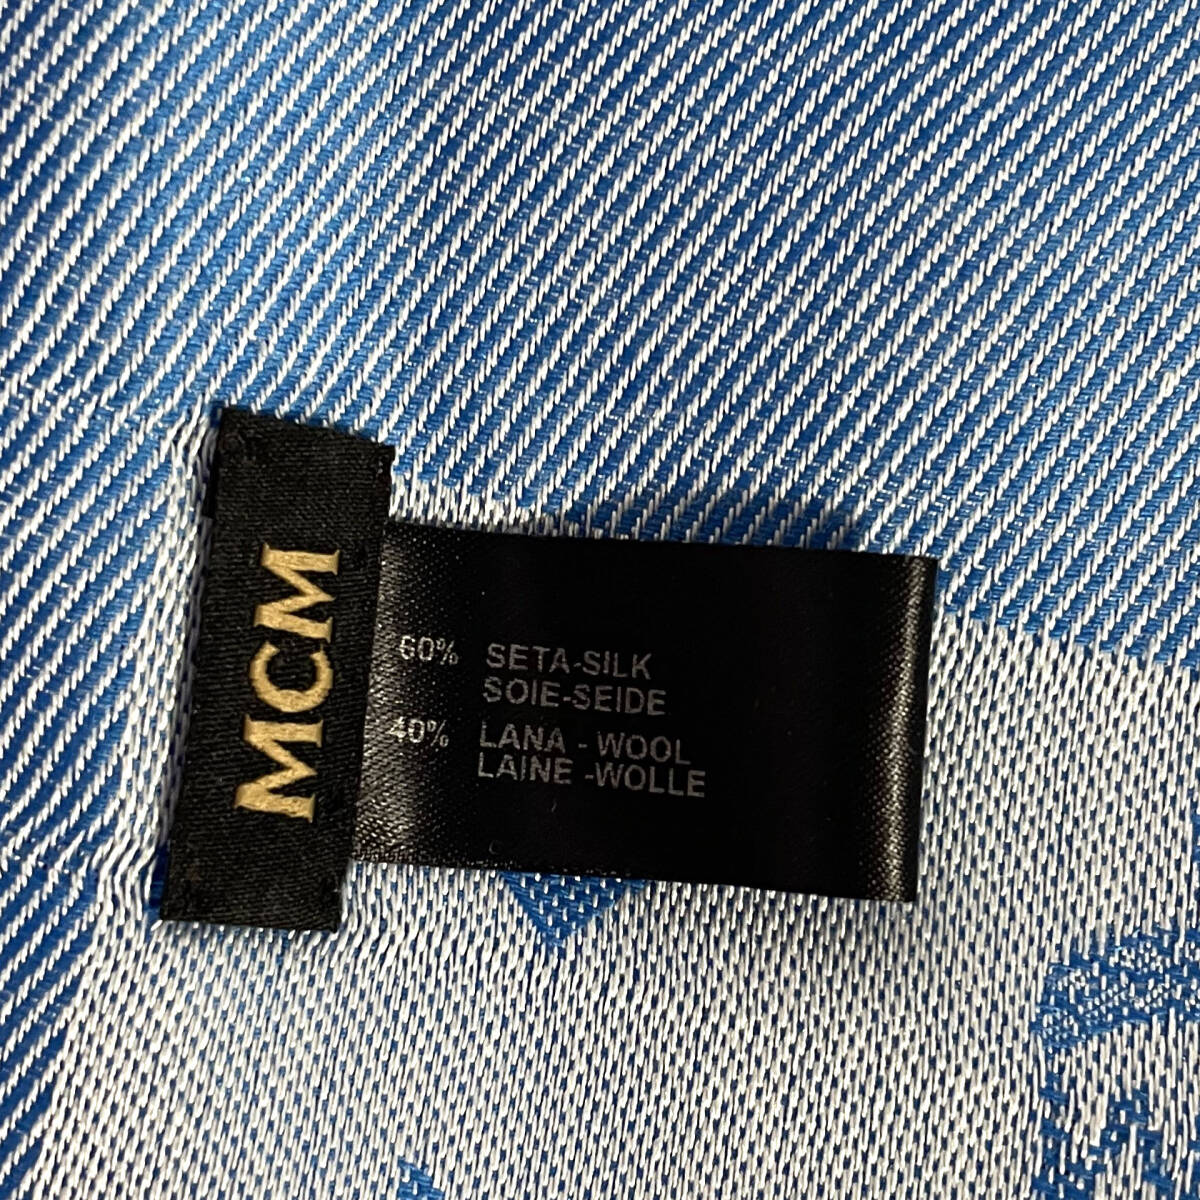 MCM
60% SETA-SILK
SOIE-SEIDE
40% LANA - WOOL
LAINE -WOLLE